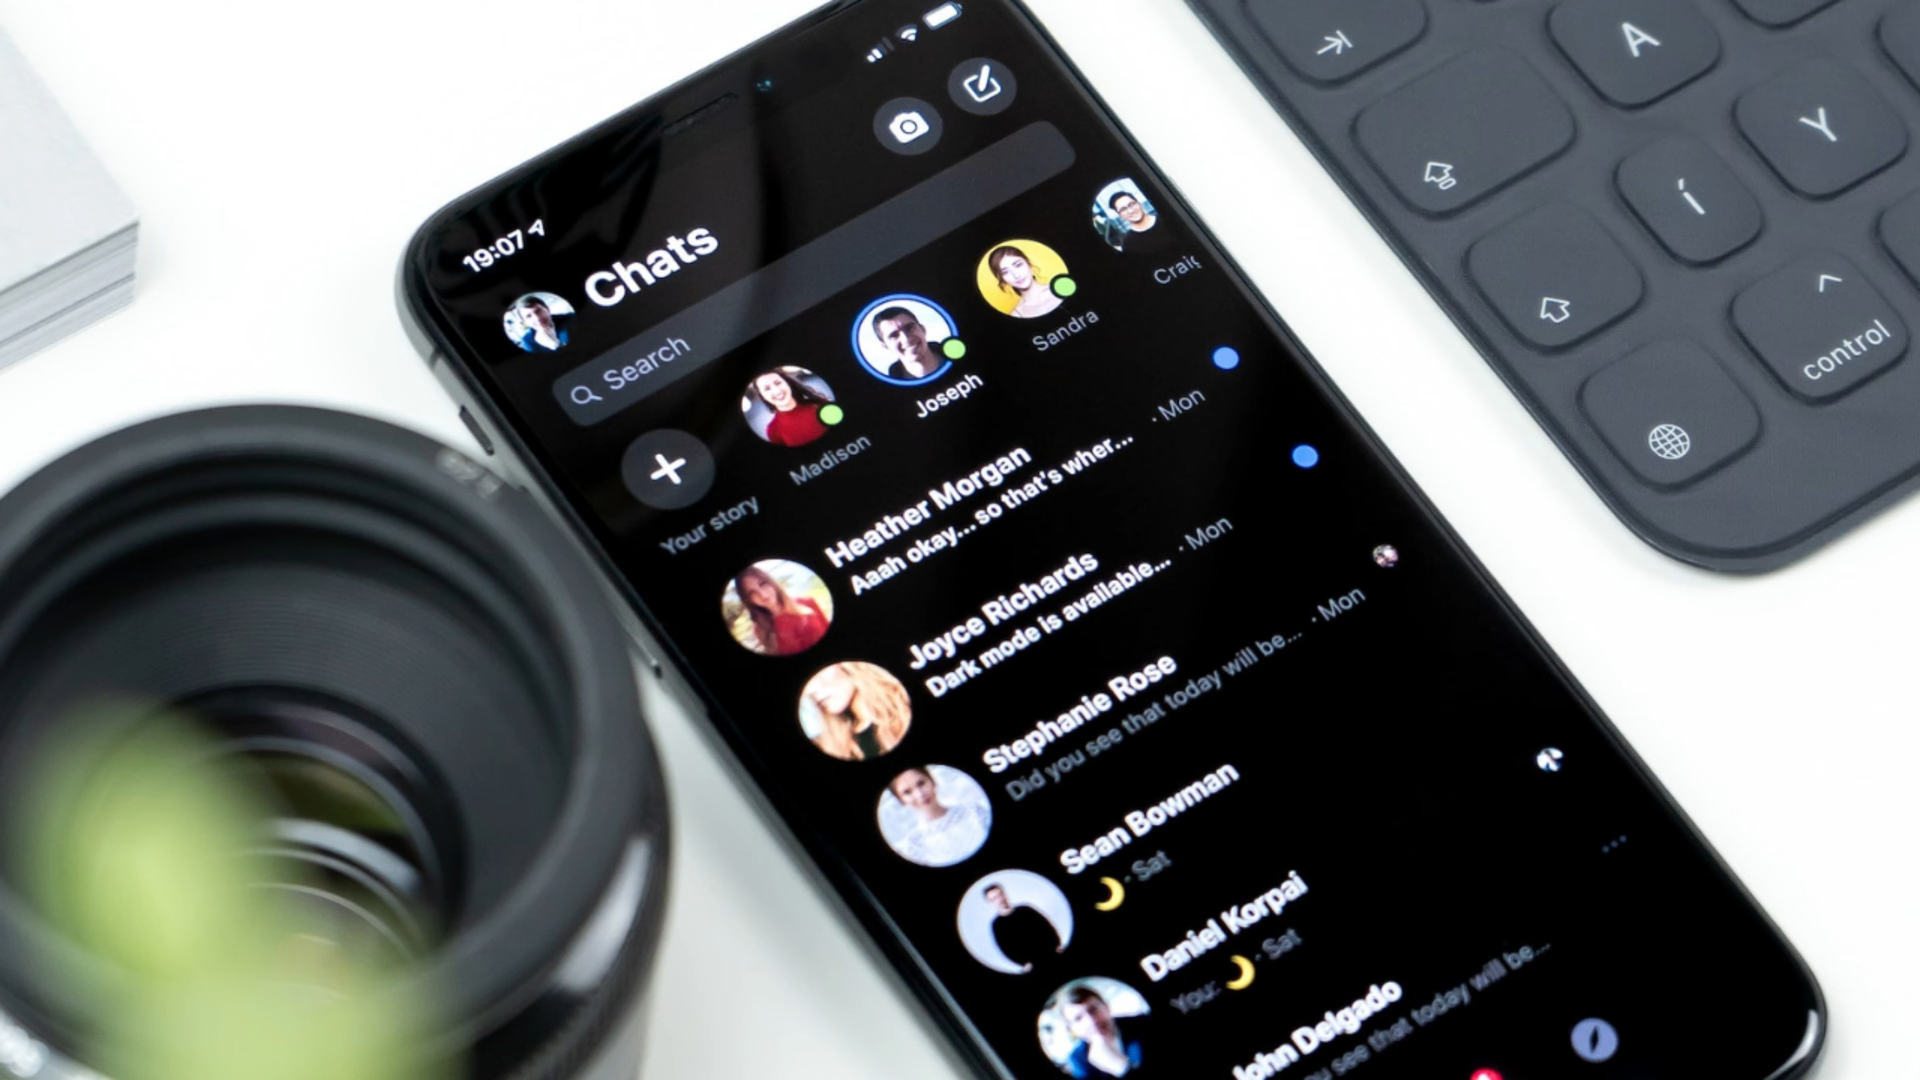 19:07
Chats
Search
Your story
Madison
Joseph
Sandra
Craig
Heather Morgan
Aaah okay...so that's wher... · Mon
Joyce Richards
Dark mode is available... · Mon
Stephanie Rose
Did you see that today will be... · Mon
Sean Bowman
🌙 · Sat
Daniel Korpai
You: 🌙 · Sat
John Delgado
ou see that today will be...
A
Y
Í
^
control